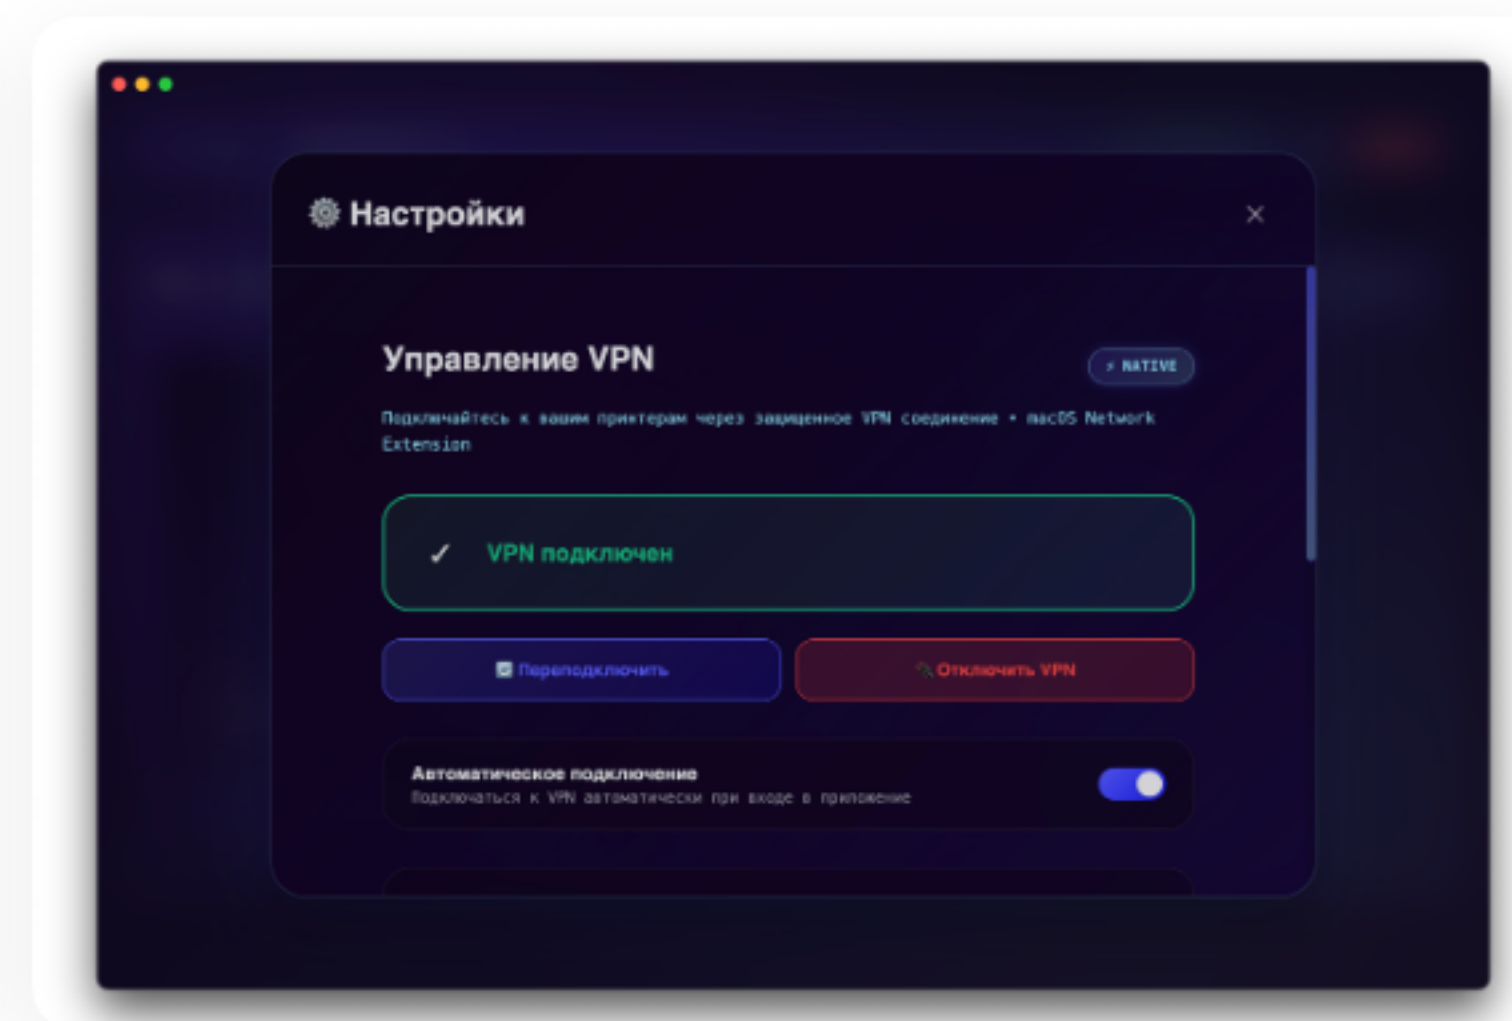 Настройки
Управление VPN
⚡ NATIVE
Подключайтесь к вашим принтерам через защищенное VPN соединение • macOS Network
Extension
✓ VPN подключен
Переподключить
Отключить VPN
Автоматическое подключение
Подключаться к VPN автоматически при входе в приложение